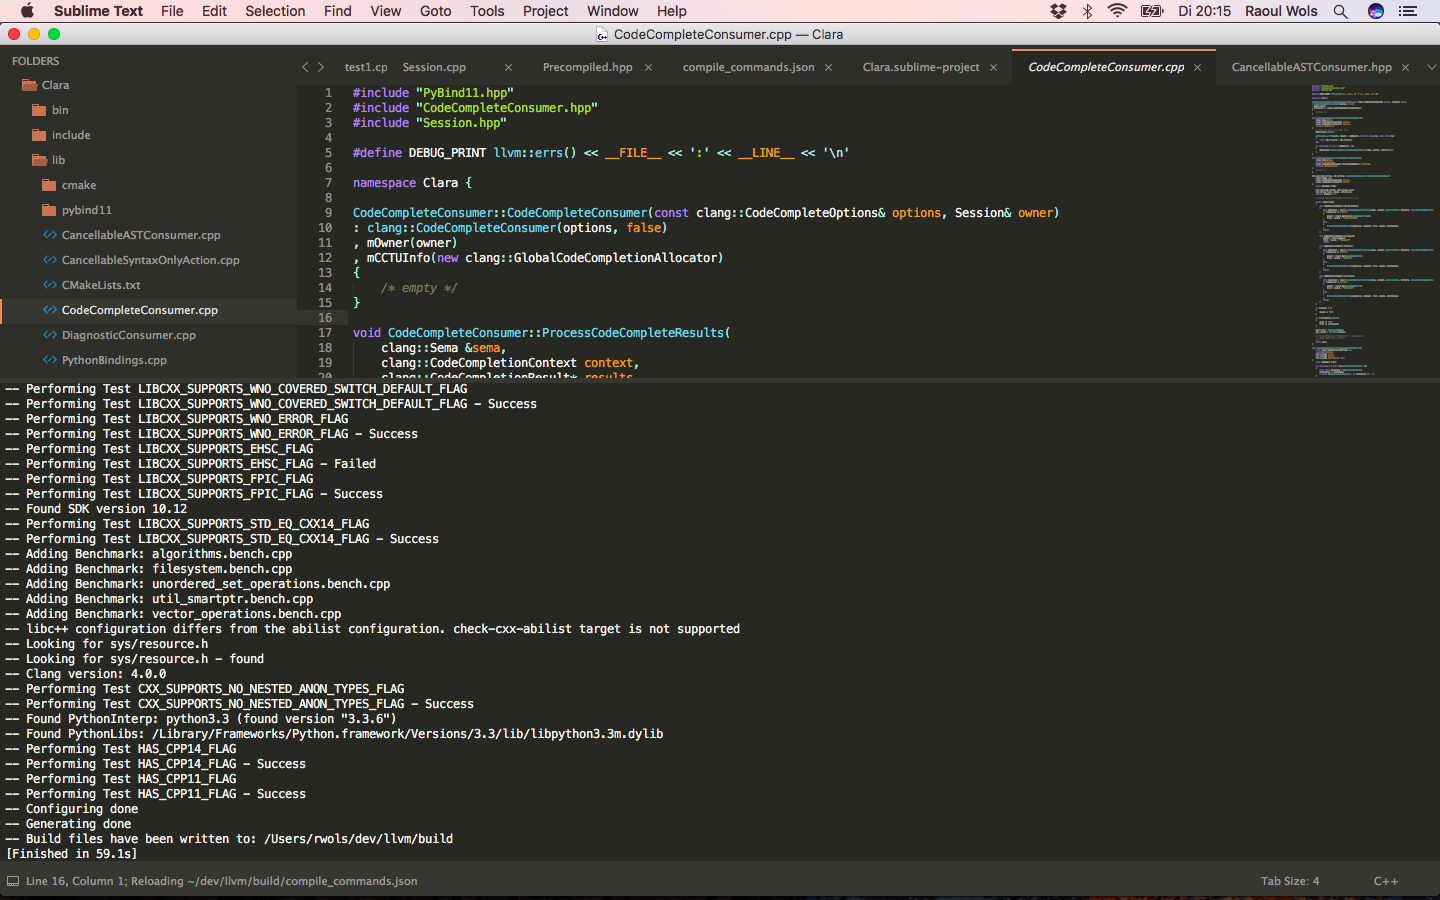 Sublime Text File Edit Selection Find View Goto Tools Project Window Help Di 20:15 Raoul Wols
CodeCompleteConsumer.cpp — Clara
FOLDERS
Clara
bin
include
lib
cmake
pybind11
CancellableASTConsumer.cpp
CancellableSyntaxOnlyAction.cpp
CMakeLists.txt
CodeCompleteConsumer.cpp
DiagnosticConsumer.cpp
PythonBindings.cpp
test1.cp Session.cpp Precompiled.hpp compile_commands.json Clara.sublime-project CodeCompleteConsumer.cpp CancellableASTConsumer.hpp
1 #include "PyBind11.hpp"
2 #include "CodeCompleteConsumer.hpp"
3 #include "Session.hpp"
4
5 #define DEBUG_PRINT llvm::errs() << __FILE__ << ':' << __LINE__ << '\n'
6
7 namespace Clara {
8
9 CodeCompleteConsumer::CodeCompleteConsumer(const clang::CodeCompleteOptions& options, Session& owner)
10 : clang::CodeCompleteConsumer(options, false)
11 , mOwner(owner)
12 , mCCTUInfo(new clang::GlobalCodeCompletionAllocator)
13 {
14 /* empty */
15 }
16
17 void CodeCompleteConsumer::ProcessCodeCompleteResults(
18 clang::Sema &sema,
19 clang::CodeCompletionContext context,
20 clang::CodeCompletionResult* results
-- Performing Test LIBCXX_SUPPORTS_WNO_COVERED_SWITCH_DEFAULT_FLAG
-- Performing Test LIBCXX_SUPPORTS_WNO_COVERED_SWITCH_DEFAULT_FLAG - Success
-- Performing Test LIBCXX_SUPPORTS_WNO_ERROR_FLAG
-- Performing Test LIBCXX_SUPPORTS_WNO_ERROR_FLAG - Success
-- Performing Test LIBCXX_SUPPORTS_EHSC_FLAG
-- Performing Test LIBCXX_SUPPORTS_EHSC_FLAG - Failed
-- Performing Test LIBCXX_SUPPORTS_FPIC_FLAG
-- Performing Test LIBCXX_SUPPORTS_FPIC_FLAG - Success
-- Found SDK version 10.12
-- Performing Test LIBCXX_SUPPORTS_STD_EQ_CXX14_FLAG
-- Performing Test LIBCXX_SUPPORTS_STD_EQ_CXX14_FLAG - Success
-- Adding Benchmark: algorithms.bench.cpp
-- Adding Benchmark: filesystem.bench.cpp
-- Adding Benchmark: unordered_set_operations.bench.cpp
-- Adding Benchmark: util_smartptr.bench.cpp
-- Adding Benchmark: vector_operations.bench.cpp
-- libc++ configuration differs from the abilist configuration. check-cxx-abilist target is not supported
-- Looking for sys/resource.h
-- Looking for sys/resource.h - found
-- Clang version: 4.0.0
-- Performing Test CXX_SUPPORTS_NO_NESTED_ANON_TYPES_FLAG
-- Performing Test CXX_SUPPORTS_NO_NESTED_ANON_TYPES_FLAG - Success
-- Found PythonInterp: python3.3 (found version "3.3.6")
-- Found PythonLibs: /Library/Frameworks/Python.framework/Versions/3.3/lib/libpython3.3m.dylib
-- Performing Test HAS_CPP14_FLAG
-- Performing Test HAS_CPP14_FLAG - Success
-- Performing Test HAS_CPP11_FLAG
-- Performing Test HAS_CPP11_FLAG - Success
-- Configuring done
-- Generating done
-- Build files have been written to: /Users/rwols/dev/llvm/build
[Finished in 59.1s]
Line 16, Column 1; Reloading ~/dev/llvm/build/compile_commands.json Tab Size: 4 C++